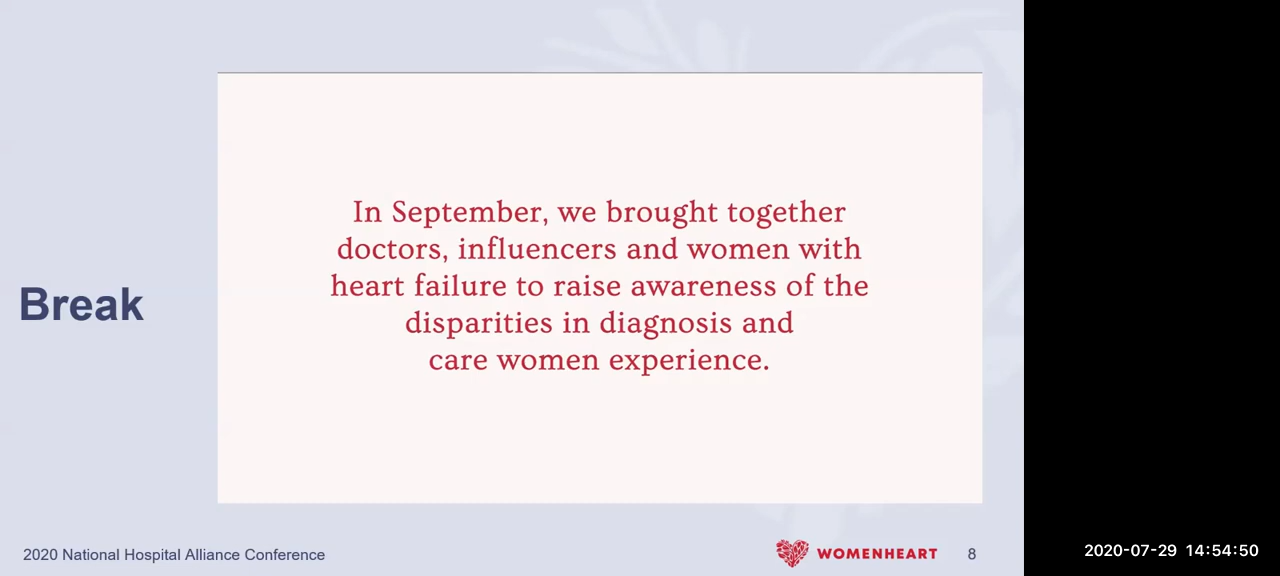 In September, we brought together
doctors, influencers and women with
heart failure to raise awareness of the
disparities in diagnosis and
care women experience.
Break
2020 National Hospital Alliance Conference
WOMENHEART
8
2020-07-29 14:54:50